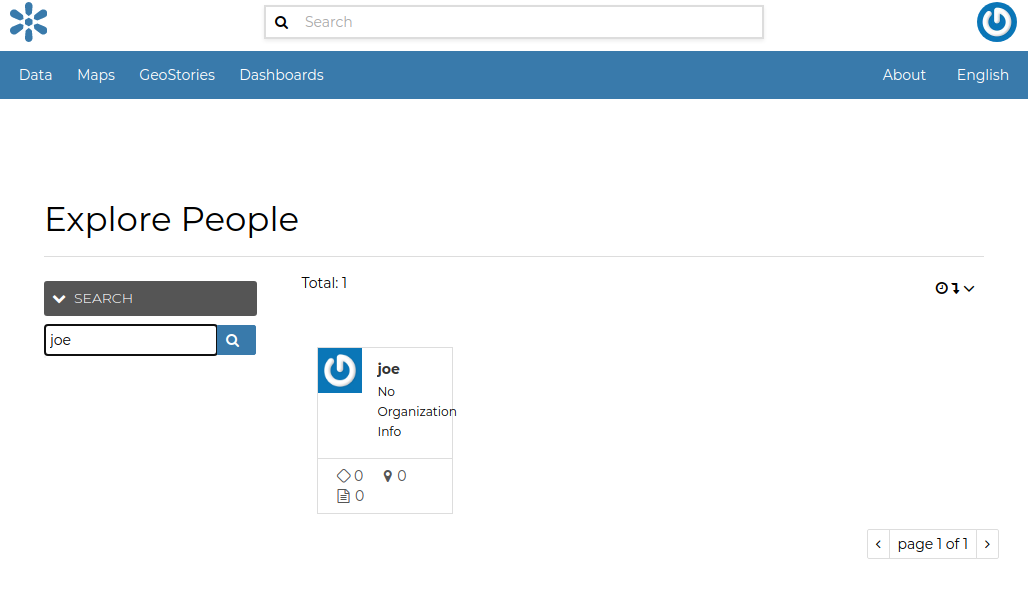 Search
Data Maps GeoStories Dashboards About English
Explore People
SEARCH
Total: 1
joe
joe
No
Organization
Info
0 0
0
page 1 of 1